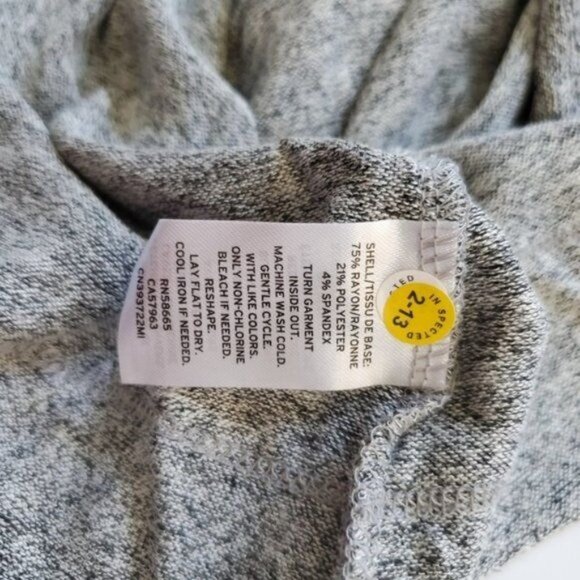 SHELL/TISSU DE BASE:
75% RAYON/RAYONNE
21% POLYESTER
4% SPANDEX
TURN GARMENT
INSIDE OUT.
MACHINE WASH COLD.
GENTLE CYCLE.
WITH LIKE COLORS.
ONLY NON-CHLORINE
BLEACH IF NEEDED.
RESHAPE.
LAY FLAT TO DRY.
COOL IRON IF NEEDED.
RN58665
CA57963
CN393722NMI
INSPECTED
213